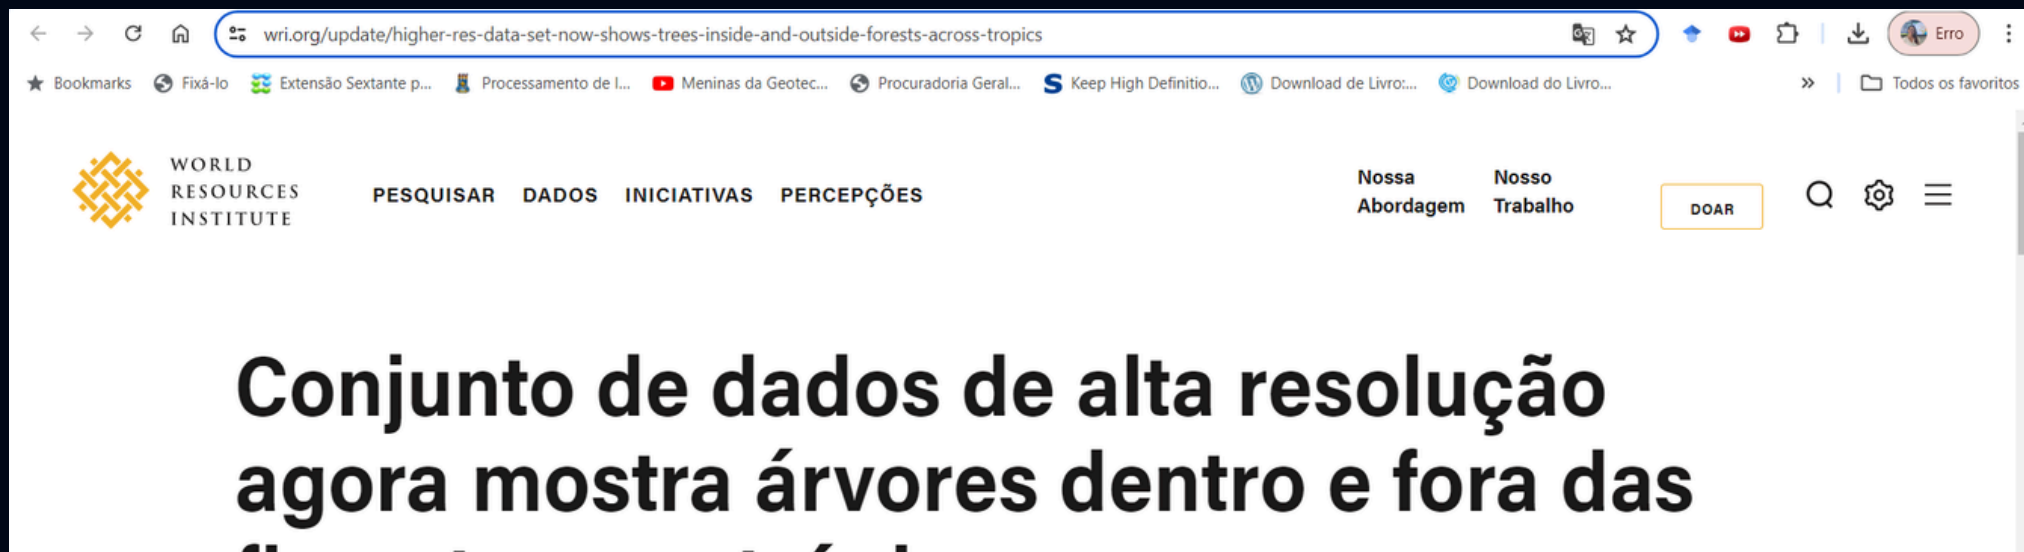 wri.org/update/higher-res-data-set-now-shows-trees-inside-and-outside-forests-across-tropics
Erro
Bookmarks Fixá-lo Extensão Sextante p... Processamento de I... Meninas da Geotec... Procuradoria Geral... Keep High Definitio... Download de Livro:... Download do Livro... » Todos os favoritos
WORLD
RESOURCES
INSTITUTE
PESQUISAR DADOS INICIATIVAS PERCEPÇÕES
Nossa
Abordagem
Nosso
Trabalho
DOAR
Conjunto de dados de alta resolução
agora mostra árvores dentro e fora das